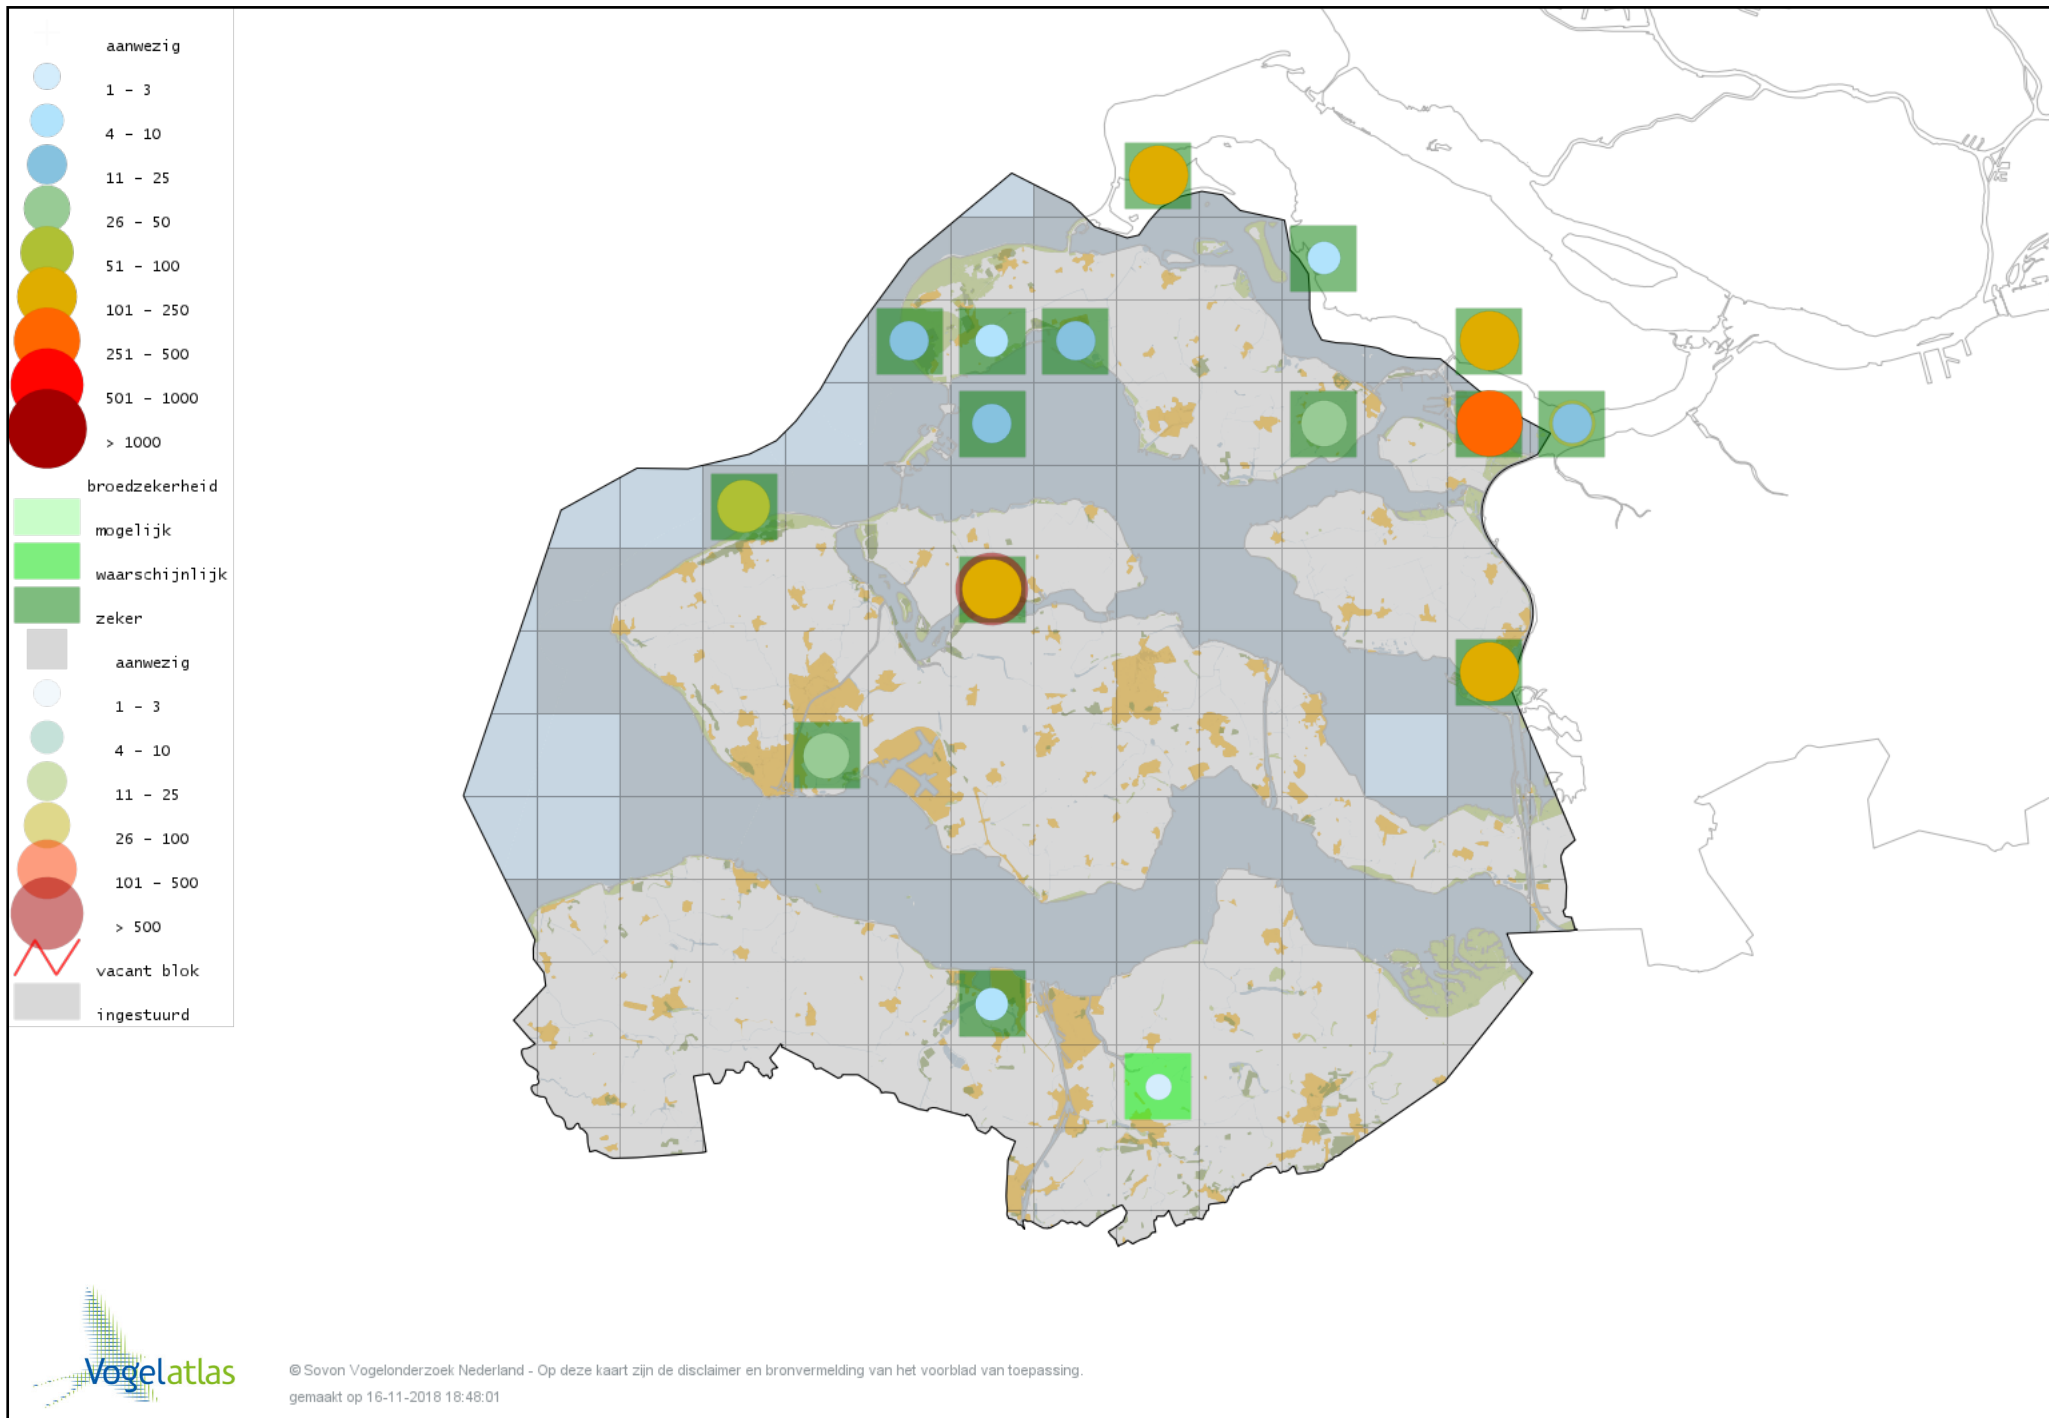 aanwezig
1 - 3
4 - 10
11 - 25
26 - 50
51 - 100
101 - 250
251 - 500
501 - 1000
> 1000
broedzekerheid
mogelijk
waarschijnlijk
zeker
aanwezig
1 - 3
4 - 10
11 - 25
26 - 100
101 - 500
> 500
vacant blok
ingestuurd
Vogelatlas
© Sovon Vogelonderzoek Nederland - Op deze kaart zijn de disclaimer en bronvermelding van het voorblad van toepassing.
gemaakt op 16-11-2018 18:48:01